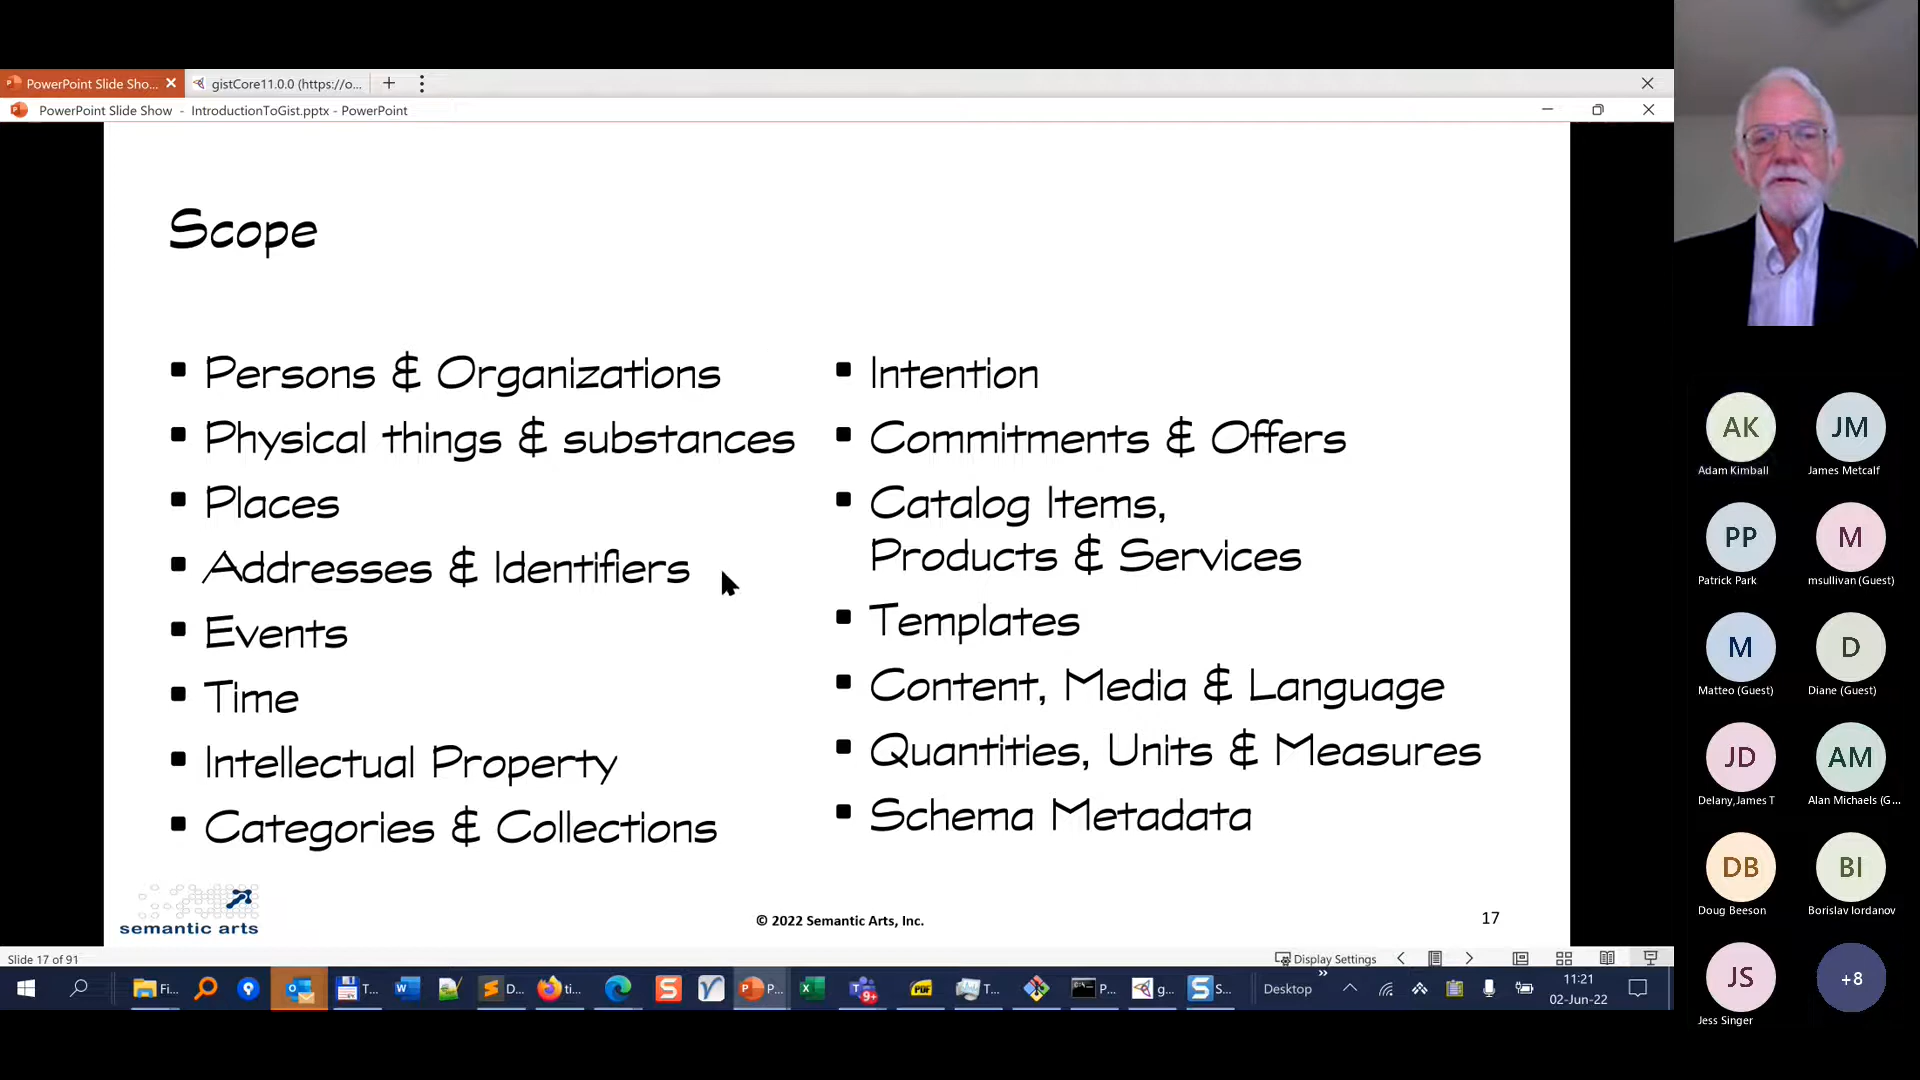 PowerPoint Slide Sho...
gistCore11.0.0 (https://o...
PowerPoint Slide Show - IntroductionToGist.pptx - PowerPoint
Scope
Persons & Organizations
Physical things & substances
Places
Addresses & Identifiers
Events
Time
Intellectual Property
Categories & Collections
Intention
Commitments & Offers
Catalog Items,
Products & Services
Templates
Content, Media & Language
Quantities, Units & Measures
Schema Metadata
semantic arts
© 2022 Semantic Arts, Inc.
17
Slide 17 of 91
Display Settings
Fi...
T...
D...
ti...
P...
9+
PDF
T...
P...
g...
S...
Desktop
11:21
02-Jun-22
AK
Adam Kimball
JM
James Metcalf
PP
Patrick Park
M
msullivan (Guest)
M
Matteo (Guest)
D
Diane (Guest)
JD
Delany,James T
AM
Alan Michaels (G...
DB
Doug Beeson
BI
Borislav Iordanov
JS
Jess Singer
+8